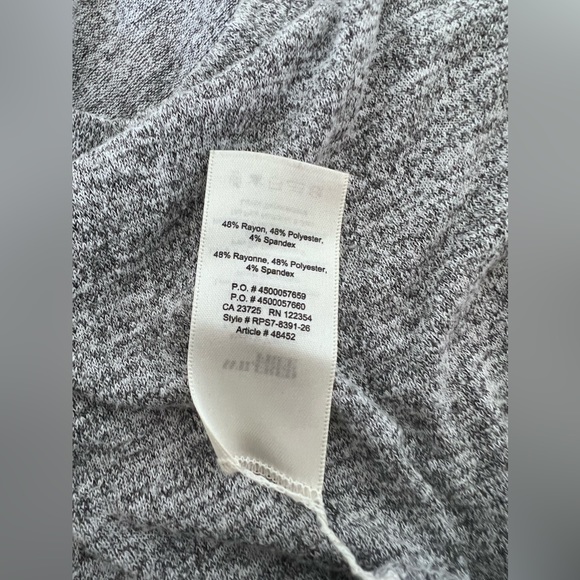 48% Rayon, 48% Polyester,
4% Spandex
48% Rayonne, 48% Polyester,
4% Spandex
P.O. # 4500057659
P.O. # 4500057660
CA 23725 RN 122354
Style # RPS7-8391-26
Article # 48452